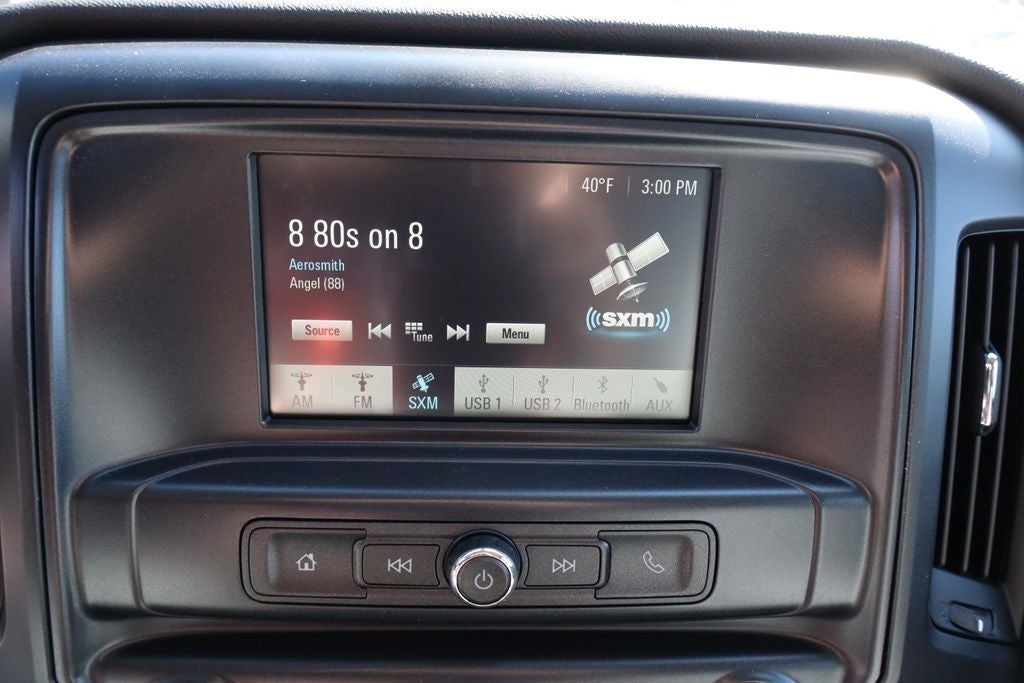 40°F 3:00 PM
8 80s on 8
Aerosmith
Angel (88)
sxm
Source Tune Menu
AM FM SXM USB 1 USB 2 Bluetooth AUX